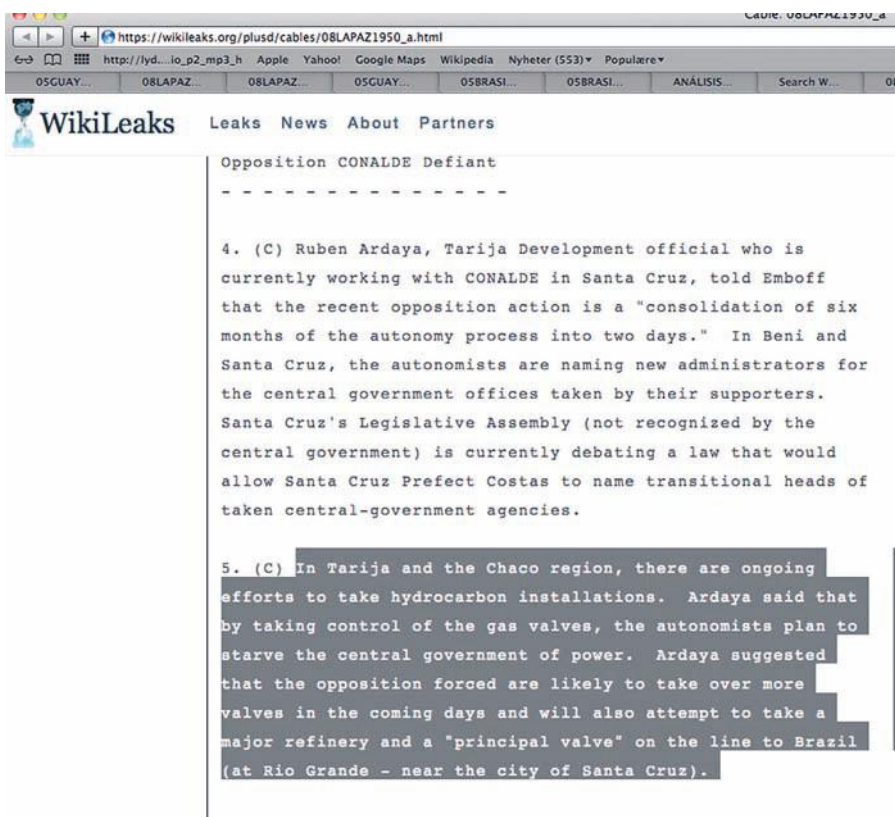 Cable: 08LAPAZ1950_a
https://wikileaks.org/plusd/cables/08LAPAZ1950_a.html
http://lyd....io_p2_mp3_h Apple Yahoo! Google Maps Wikipedia Nyheter (553) Populære
05GUAY... 08LAPAZ... 08LAPAZ... 05GUAY... 05BRASI... 05BRASI... ANÁLISIS... Search W...
WikiLeaks Leaks News About Partners
Opposition CONALDE Defiant
- - - - - - - - - - - - - -
4. (C) Ruben Ardaya, Tarija Development official who is
currently working with CONALDE in Santa Cruz, told Emboff
that the recent opposition action is a "consolidation of six
months of the autonomy process into two days." In Beni and
Santa Cruz, the autonomists are naming new administrators for
the central government offices taken by their supporters.
Santa Cruz's Legislative Assembly (not recognized by the
central government) is currently debating a law that would
allow Santa Cruz Prefect Costas to name transitional heads of
taken central-government agencies.
5. (C) In Tarija and the Chaco region, there are ongoing
efforts to take hydrocarbon installations. Ardaya said that
by taking control of the gas valves, the autonomists plan to
starve the central government of power. Ardaya suggested
that the opposition forced are likely to take over more
valves in the coming days and will also attempt to take a
major refinery and a "principal valve" on the line to Brazil
(at Rio Grande - near the city of Santa Cruz).